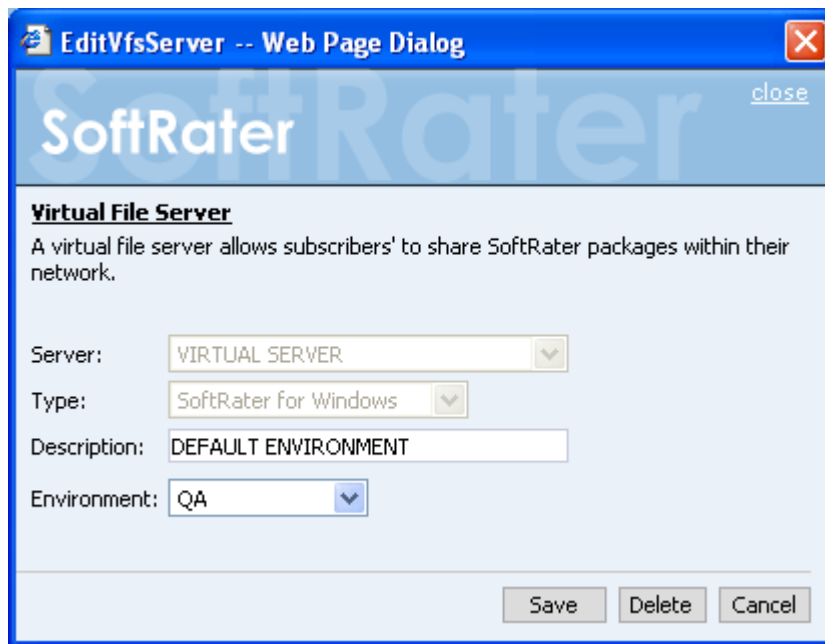 EditVfsServer -- Web Page Dialog
SoftRater
close
SoftRater
Virtual File Server
A virtual file server allows subscribers' to share SoftRater packages within their
network.
Server: VIRTUAL SERVER
Type: SoftRater for Windows
Description: DEFAULT ENVIRONMENT
Environment: QA
Save Delete Cancel